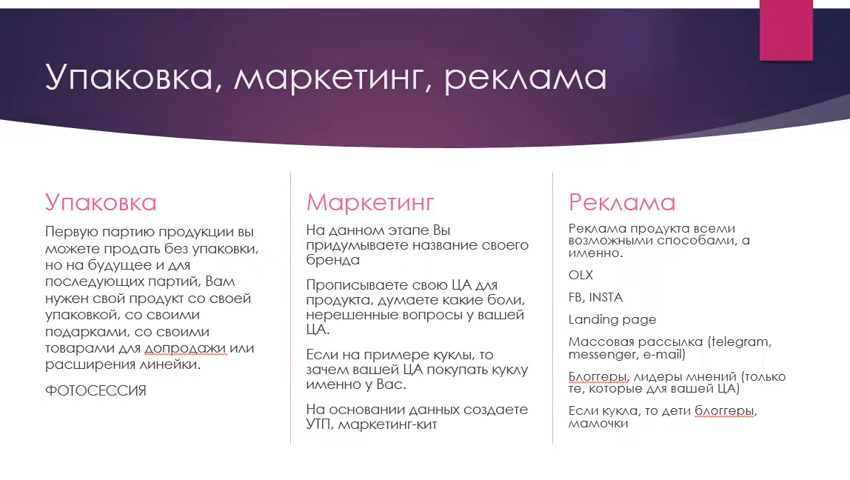 Упаковка, маркетинг, реклама
Упаковка
Первую партию продукции вы
можете продать без упаковки,
но на будущее и для
последующих партий, Вам
нужен свой продукт со своей
упаковкой, со своими
подарками, со своими
товарами для допродажи или
расширения линейки.
ФОТОСЕССИЯ
Маркетинг
На данном этапе Вы
придумываете название своего
бренда
Прописываете свою ЦА для
продукта, думаете какие боли,
нерешенные вопросы у вашей
ЦА.
Если на примере куклы, то
зачем вашей ЦА покупать куклу
именно у Вас.
На основании данных создаете
УТП, маркетинг-кит
Реклама
Реклама продукта всеми
возможными способами, а
именно.
OLX
FB, INSTA
Landing page
Массовая рассылка (telegram,
messenger, e-mail)
Блоггеры, лидеры мнений (только
те, которые для вашей ЦА)
Если кукла, то дети блоггеры,
мамочки